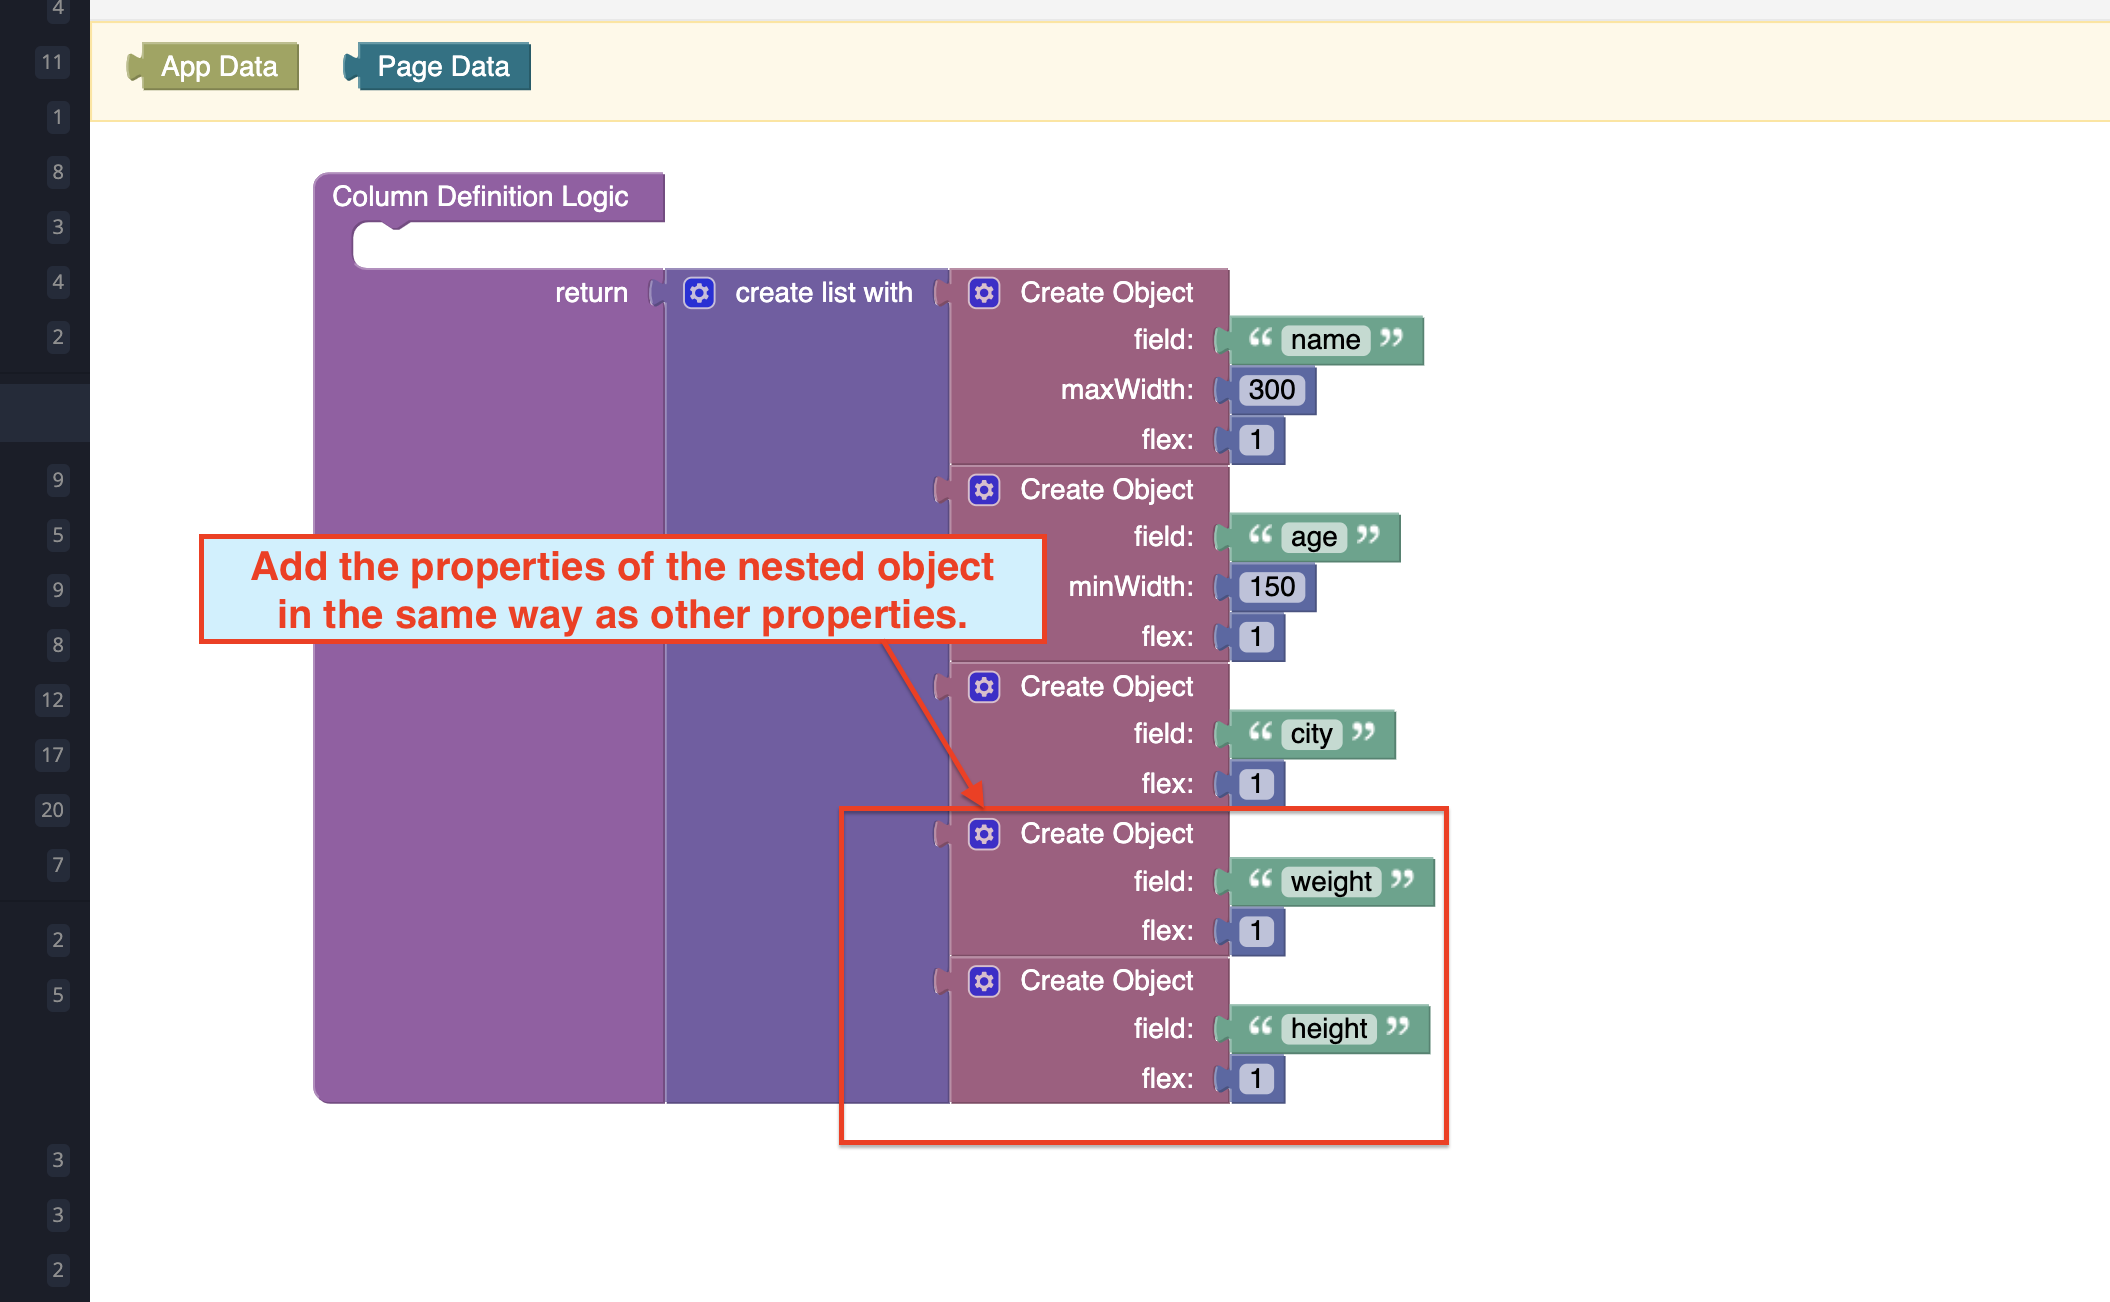 4
11
1
8
3
4
2
9
5
9
8
12
17
20
7
2
5
3
3
2
App Data
Page Data
Column Definition Logic
return
create list with
Create Object
field: “ name ”
maxWidth: 300
flex: 1
Create Object
field: “ age ”
minWidth: 150
flex: 1
Add the properties of the nested object
in the same way as other properties.
Create Object
field: “ city ”
flex: 1
Create Object
field: “ weight ”
flex: 1
Create Object
field: “ height ”
flex: 1